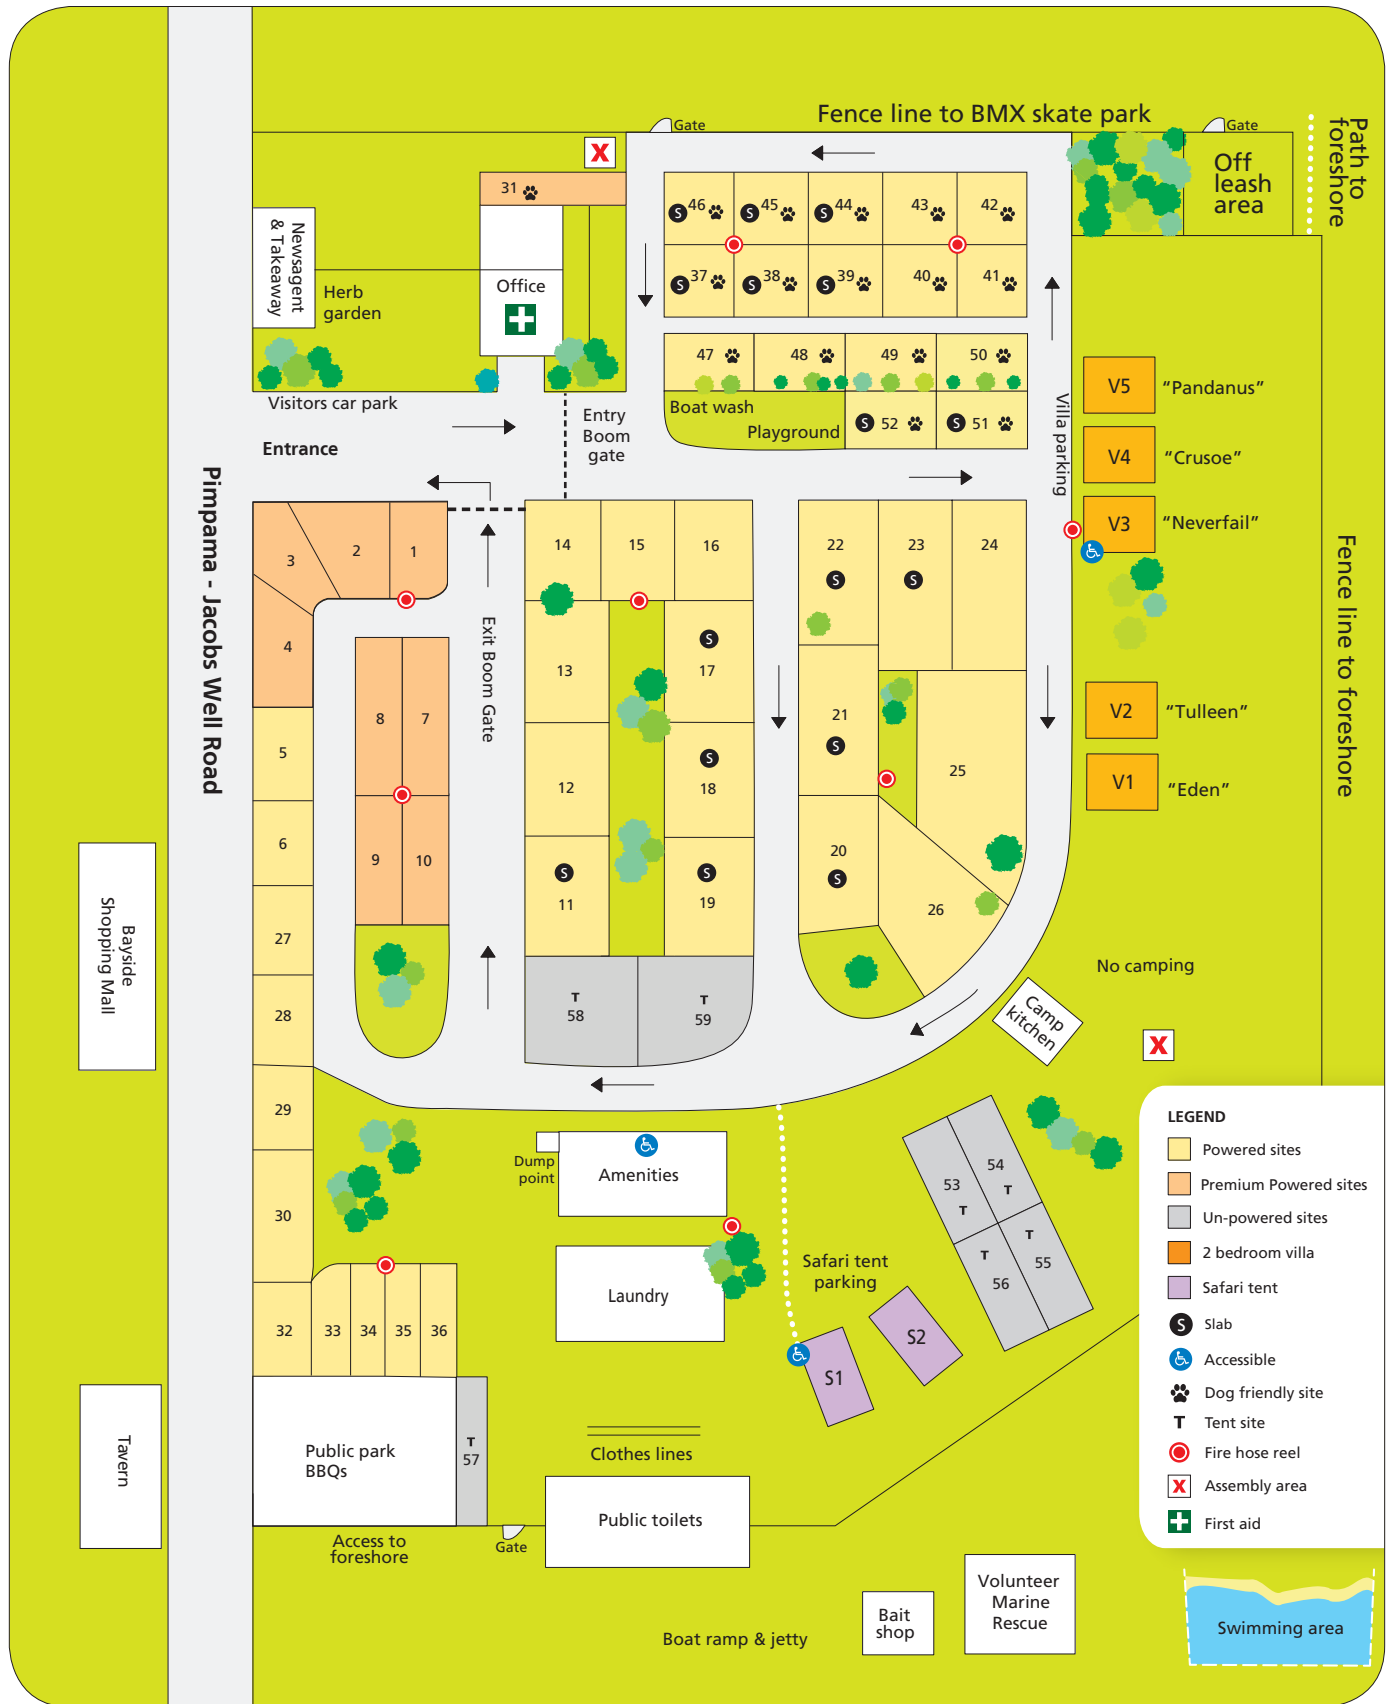 Fence line to BMX skate park
Gate
Gate
Path to
foreshore
X
Off
leash
area
31
Newsagent
& Takeaway
Herb
garden
Office
S 46
S 45
S 44
43
42
S 37
S 38
S 39
40
41
47
48
49
50
Boat wash
Playground
S 52
S 51
Villa parking
V5 “Pandanus”
V4 “Crusoe”
V3 “Neverfail”
V2 “Tulleen”
V1 “Eden”
Visitors car park
Entrance
Entry
Boom
gate
Pimpama - Jacobs Well Road
Exit Boom Gate
Fence line to foreshore
3
2
1
4
5
6
27
28
29
30
8
7
9
10
14
15
16
13
S
17
12
S
18
S
11
S
19
T
58
T
59
22
S
23
S
24
21
S
25
20
S
26
Bayside
Shopping Mall
No camping
Camp
kitchen
X
Dump
point
Amenities
Laundry
Safari tent
parking
53
T
54
T
T
55
T
56
S1
S2
32
33
34
35
36
Public park
BBQs
T
57
Tavern
Clothes lines
Public toilets
Access to
foreshore
Gate
Boat ramp & jetty
Bait
shop
Volunteer
Marine
Rescue
Swimming area
LEGEND
Powered sites
Premium Powered sites
Un-powered sites
2 bedroom villa
Safari tent
S Slab
Accessible
Dog friendly site
T Tent site
Fire hose reel
X Assembly area
First aid